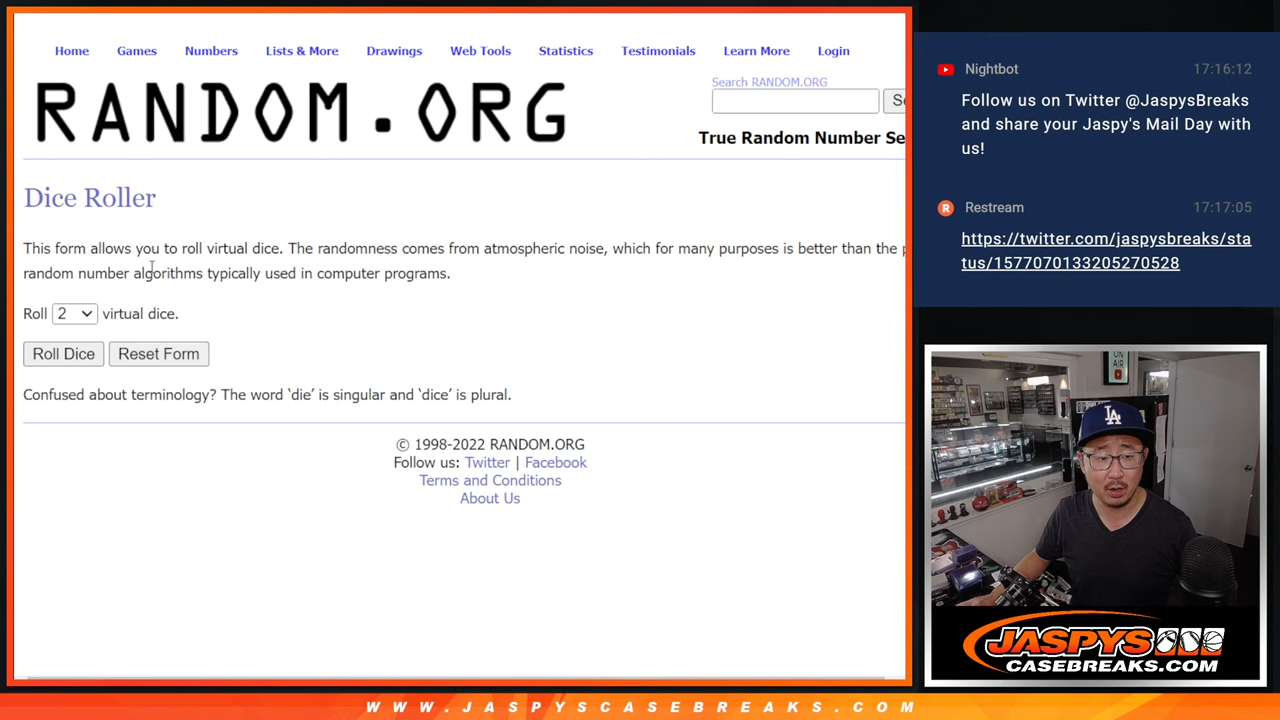 Home Games Numbers Lists & More Drawings Web Tools Statistics Testimonials Learn More Login
RANDOM.ORG
Search RANDOM.ORG
True Random Number Se
Dice Roller
This form allows you to roll virtual dice. The randomness comes from atmospheric noise, which for many purposes is better than the p
random number algorithms typically used in computer programs.
Roll 2 virtual dice.
Roll Dice Reset Form
Confused about terminology? The word ‘die’ is singular and ‘dice’ is plural.
© 1998-2022 RANDOM.ORG
Follow us: Twitter | Facebook
Terms and Conditions
About Us
Nightbot 17:16:12
Follow us on Twitter @JaspysBreaks
and share your Jaspy's Mail Day with
us!
Restream 17:17:05
https://twitter.com/jaspysbreaks/sta
tus/1577070133205270528
ON
AIR
LA
JASPYS
CASEBREAKS.COM
WWW.JASPYSCASEBREAKS.COM